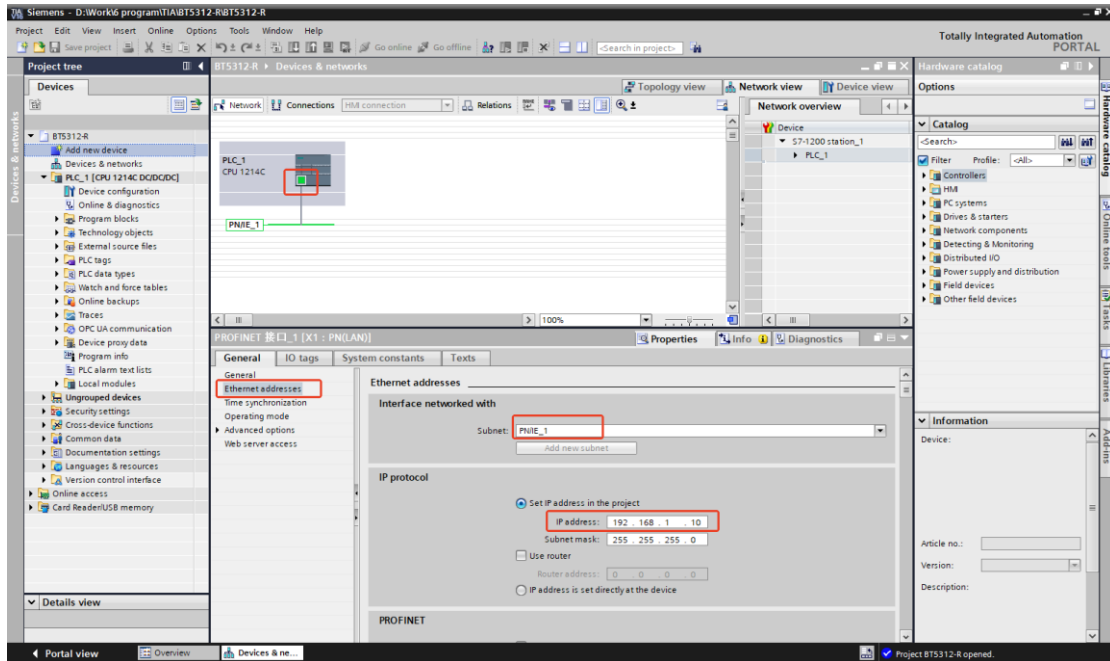 Siemens - D:\Work\6 program\TIA\BT5312-R\BT5312-R
Project Edit View Insert Online Options Tools Window Help
Totally Integrated Automation
PORTAL
Save project
Go online
Go offline
<Search in project>
Project tree
Devices
BT5312-R
Add new device
Devices & networks
PLC_1 [CPU 1214C DC/DC/DC]
Device configuration
Online & diagnostics
Program blocks
Technology objects
External source files
PLC tags
PLC data types
Watch and force tables
Online backups
Traces
OPC UA communication
Device proxy data
Program info
PLC alarm text lists
Local modules
Ungrouped devices
Security settings
Cross-device functions
Common data
Documentation settings
Languages & resources
Version control interface
Online access
Card Reader/USB memory
Details view
Devices & networks
BT5312-R
Devices & networks
Topology view
Network view
Device view
Network
Connections
HMI connection
Relations
Network overview
Device
S7-1200 station_1
PLC_1
PLC_1
CPU 1214C
PN/IE_1
100%
PROFINET 接口_1 [X1 : PN(LAN)]
Properties
Info
Diagnostics
General
IO tags
System constants
Texts
General
Ethernet addresses
Time synchronization
Operating mode
Advanced options
Web server access
Ethernet addresses
Interface networked with
Subnet: PN/IE_1
Add new subnet
IP protocol
Set IP address in the project
IP address: 192 . 168 . 1 . 10
Subnet mask: 255 . 255 . 255 . 0
Use router
Router address: 0 . 0 . 0 . 0
IP address is set directly at the device
PROFINET
Hardware catalog
Options
Catalog
<Search>
Filter
Profile: <All>
Controllers
HMI
PC systems
Drives & starters
Network components
Detecting & Monitoring
Distributed I/O
Power supply and distribution
Field devices
Other field devices
Information
Device:
Article no.:
Version:
Description:
Hardware catalog
Online tools
Tasks
Libraries
Add-ins
Portal view
Overview
Devices & ne...
Project BT5312-R opened.